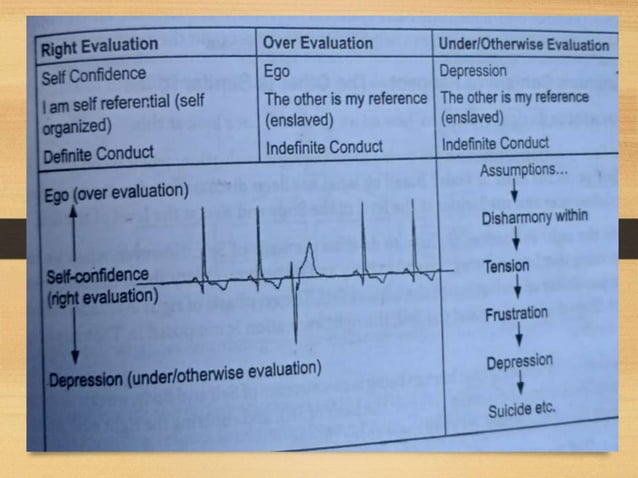 Right Evaluation
Over Evaluation
Under/Otherwise Evaluation
Self Confidence
Ego
Depression
I am self referential (self
organized)
The other is my reference
(enslaved)
The other is my reference
(enslaved)
Definite Conduct
Indefinite Conduct
Indefinite Conduct
Ego (over evaluation)
Self-confidence
(right evaluation)
Depression (under/otherwise evaluation)
Assumptions...
Disharmony within
Tension
Frustration
Depression
Suicide etc.